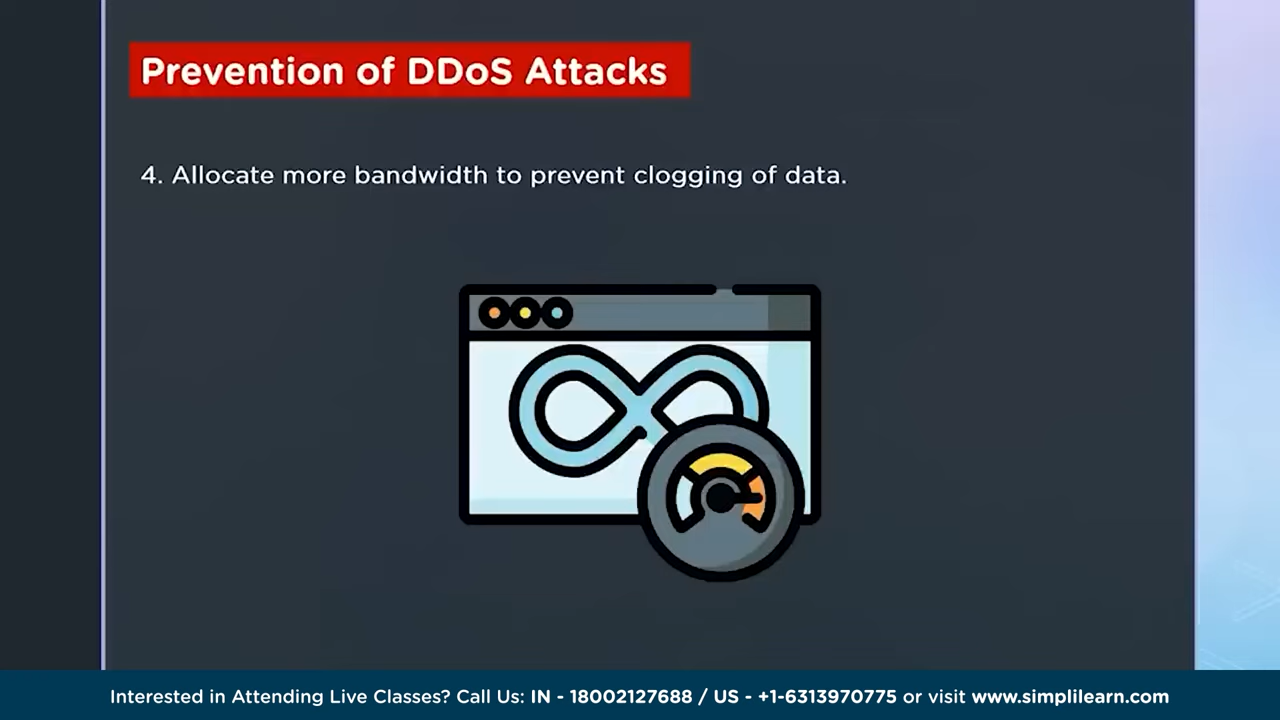 Prevention of DDoS Attacks
4. Allocate more bandwidth to prevent clogging of data.
Interested in Attending Live Classes? Call Us: IN - 18002127688 / US - +1-6313970775 or visit www.simplilearn.com